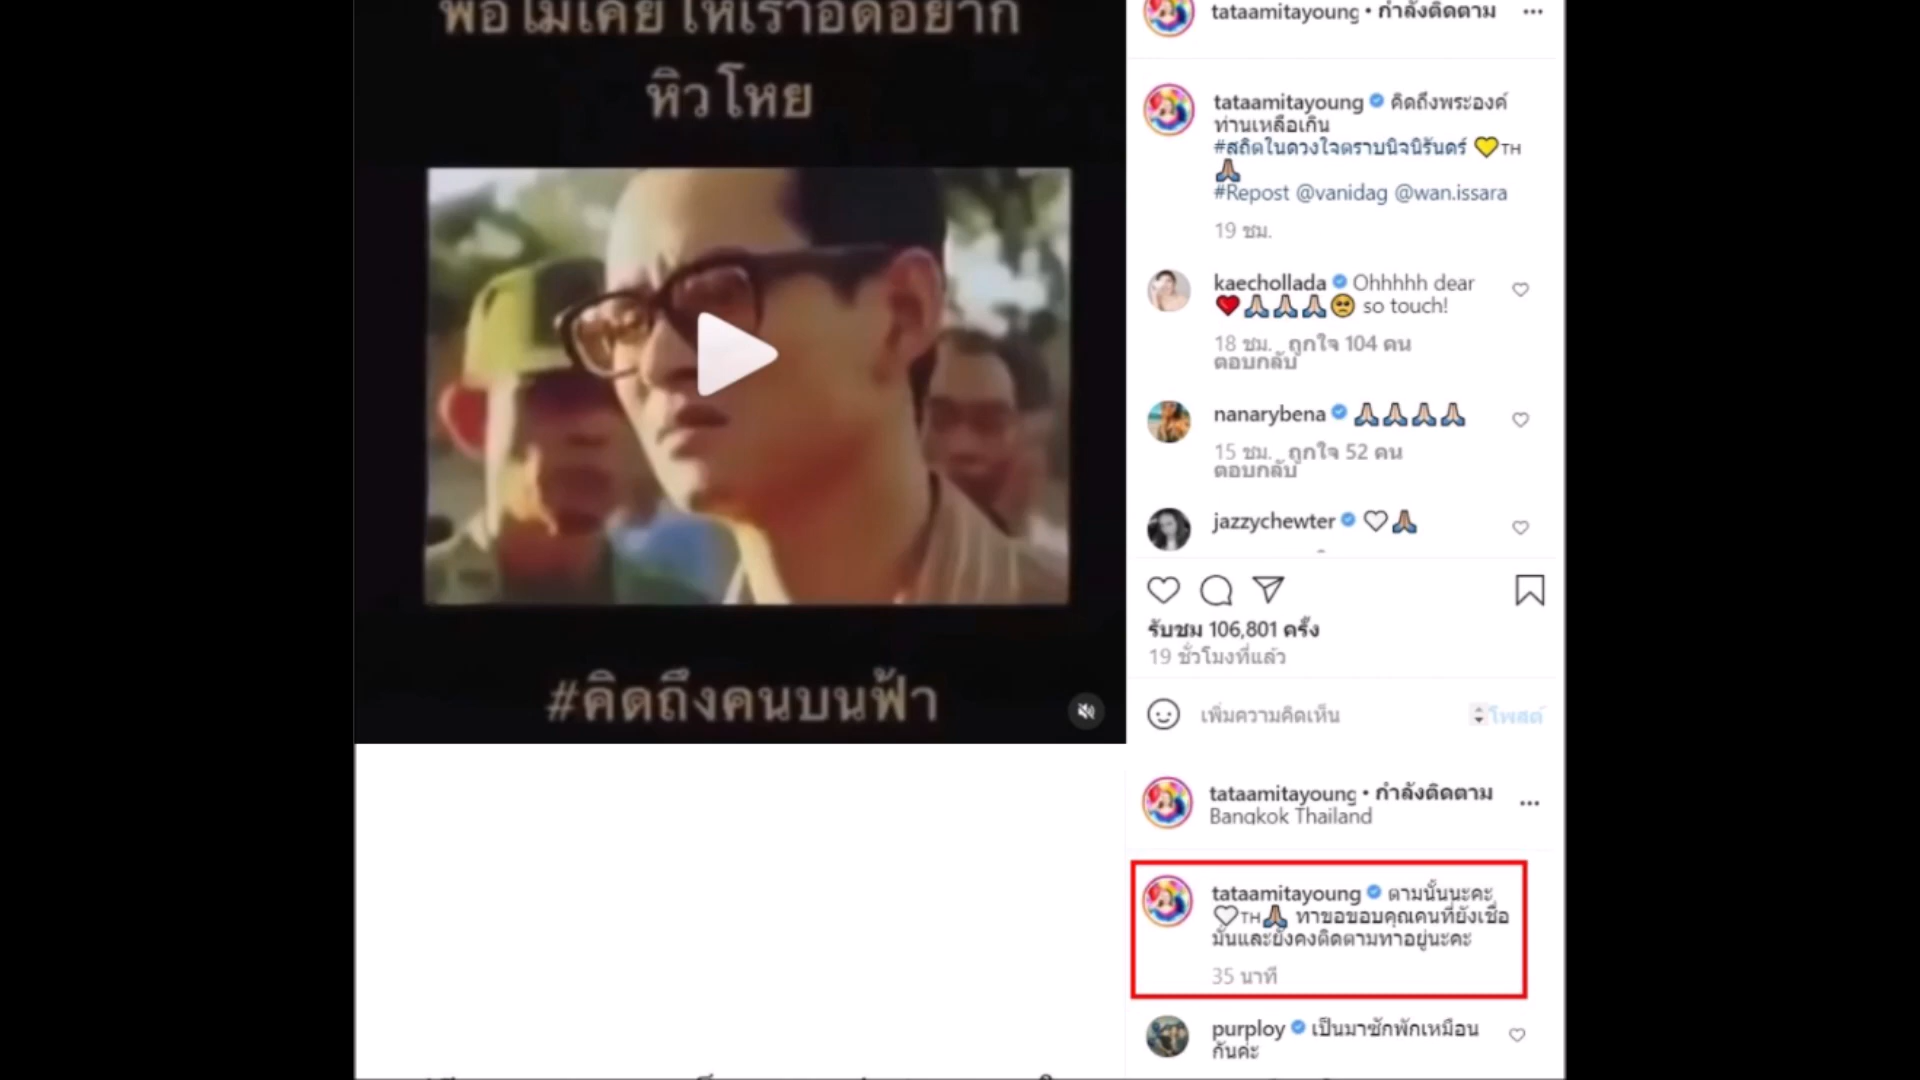 พ่อไม่เคยให้เราอดอยาก
หิวโหย
#คิดถึงคนบนฟ้า
tataamitayoung • กำลังติดตาม
tataamitayoung คิดถึงพระองค์
ท่านเหลือเกิน
#สถิตในดวงใจตราบนิจนิรันดร์ 💛TH
🙏🏽
#Repost @vanidag @wan.issara
19 ชม.
kaechollada Ohhhhh dear
❤️🙏🏻🙏🏻🙏🏻🥺 so touch!
18 ชม. ถูกใจ 104 คน
ตอบกลับ
nanarybena 🙏🏻🙏🏻🙏🏻🙏🏻
15 ชม. ถูกใจ 52 คน
ตอบกลับ
jazzychewter 🤍🙏🏽
รับชม 106,801 ครั้ง
19 ชั่วโมงที่แล้ว
เพิ่มความคิดเห็น
โพสต์
tataamitayoung • กำลังติดตาม
Bangkok Thailand
tataamitayoung ตามนั้นนะคะ
🤍TH🙏🏽 ทาขอขอบคุณคนที่ยังเชื่อ
มั่นและยังคงติดตามทาอยู่นะคะ
35 นาที
purploy เป็นมาซักพักเหมือน
กันค่ะ